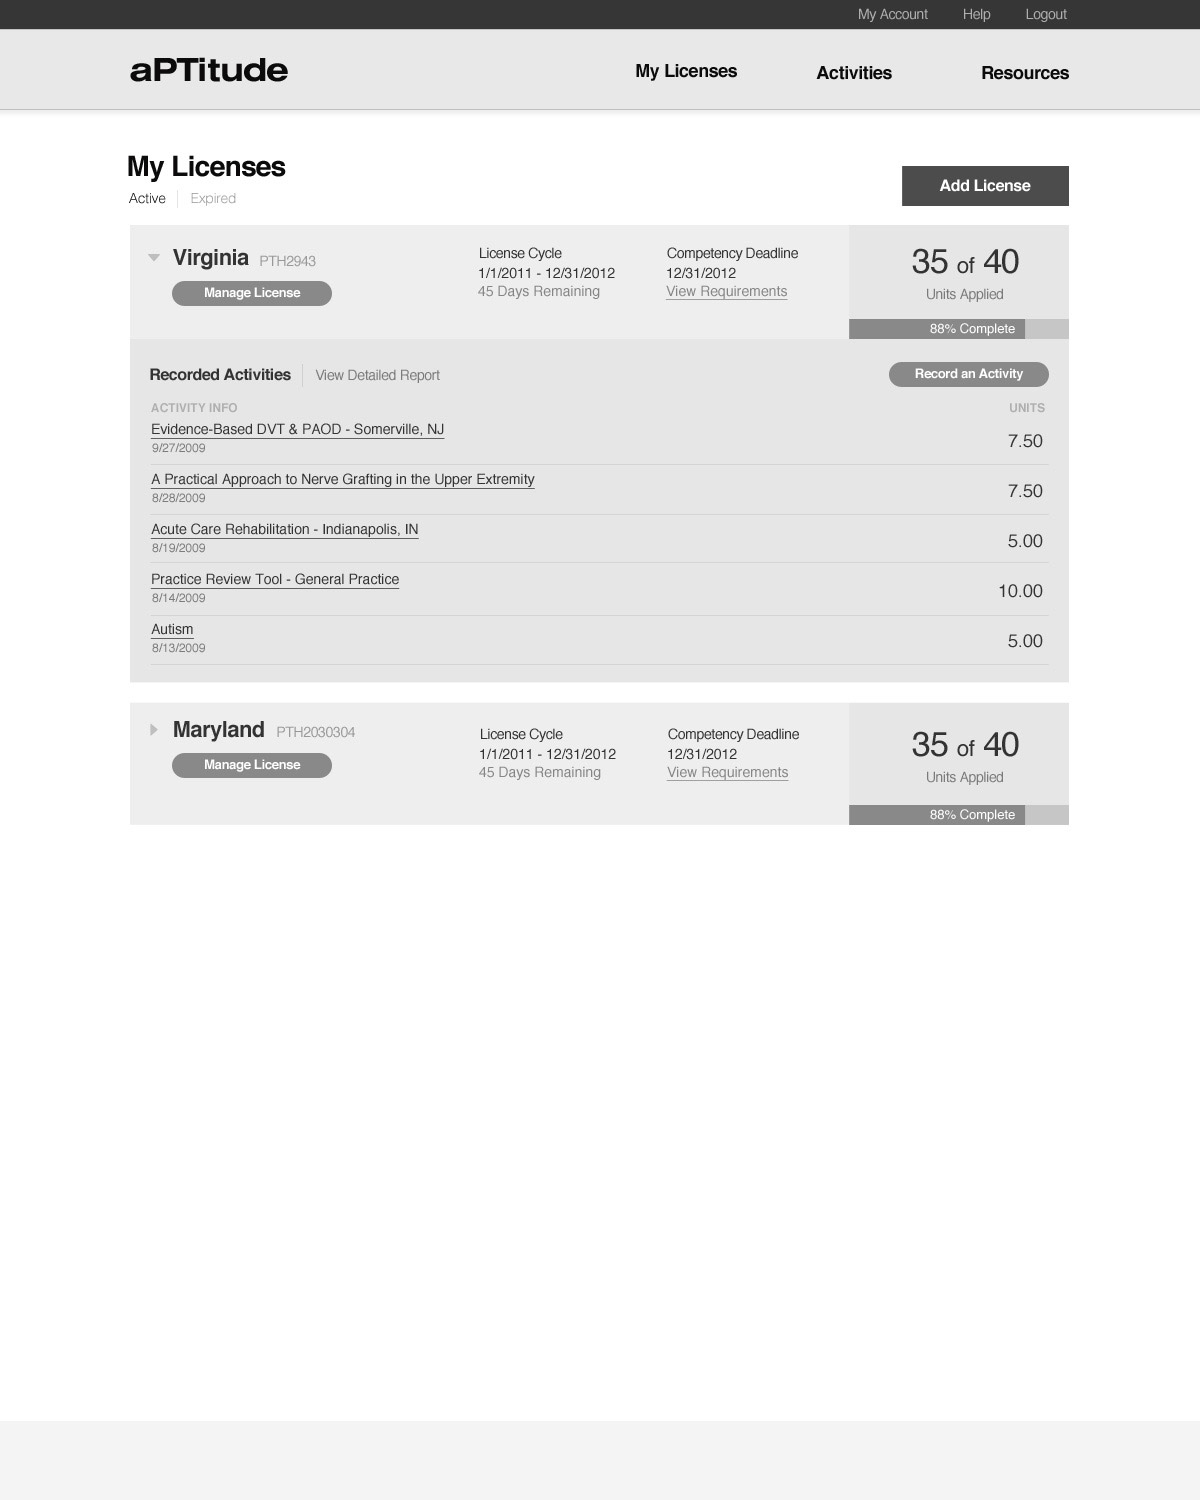 My Account Help Logout
aPTitude My Licenses Activities Resources
My Licenses
Active Expired
Add License
Virginia PTH2943
Manage License
License Cycle
1/1/2011 - 12/31/2012
45 Days Remaining
Competency Deadline
12/31/2012
View Requirements
35 of 40
Units Applied
88% Complete
Recorded Activities View Detailed Report Record an Activity
ACTIVITY INFO UNITS
Evidence-Based DVT & PAOD - Somerville, NJ
9/27/2009
7.50
A Practical Approach to Nerve Grafting in the Upper Extremity
8/28/2009
7.50
Acute Care Rehabilitation - Indianapolis, IN
8/19/2009
5.00
Practice Review Tool - General Practice
8/14/2009
10.00
Autism
8/13/2009
5.00
Maryland PTH2030304
Manage License
License Cycle
1/1/2011 - 12/31/2012
45 Days Remaining
Competency Deadline
12/31/2012
View Requirements
35 of 40
Units Applied
88% Complete